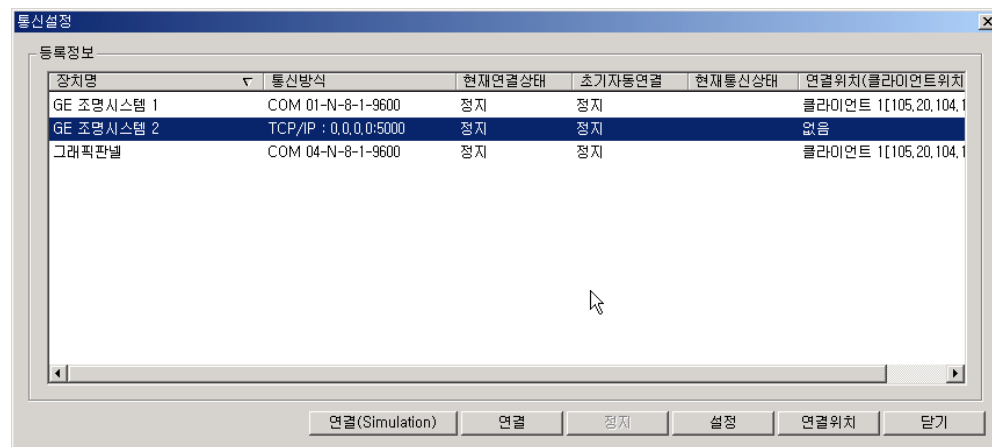 통신설정
등록정보
장치명 통신방식 현재연결상태 초기자동연결 현재통신상태 연결위치(클라이언트위치
GE 조명시스템 1 COM 01-N-8-1-9600 정지 정지 클라이언트 1[105,20,104,1
GE 조명시스템 2 TCP/IP : 0,0,0,0:5000 정지 정지 없음
그래픽판넬 COM 04-N-8-1-9600 정지 정지 클라이언트 1[105,20,104,1
연결(Simulation) 연결 정지 설정 연결위치 닫기